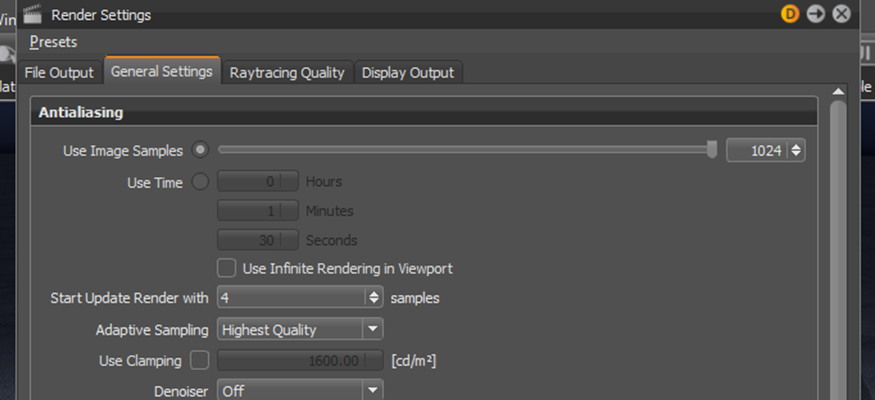 Render Settings D
Presets
File Output General Settings Raytracing Quality Display Output
Antialiasing
Use Image Samples 1024
Use Time 0 Hours
1 Minutes
30 Seconds
Use Infinite Rendering in Viewport
Start Update Render with 4 samples
Adaptive Sampling Highest Quality
Use Clamping 1600.00 [cd/m²]
Denoiser Off